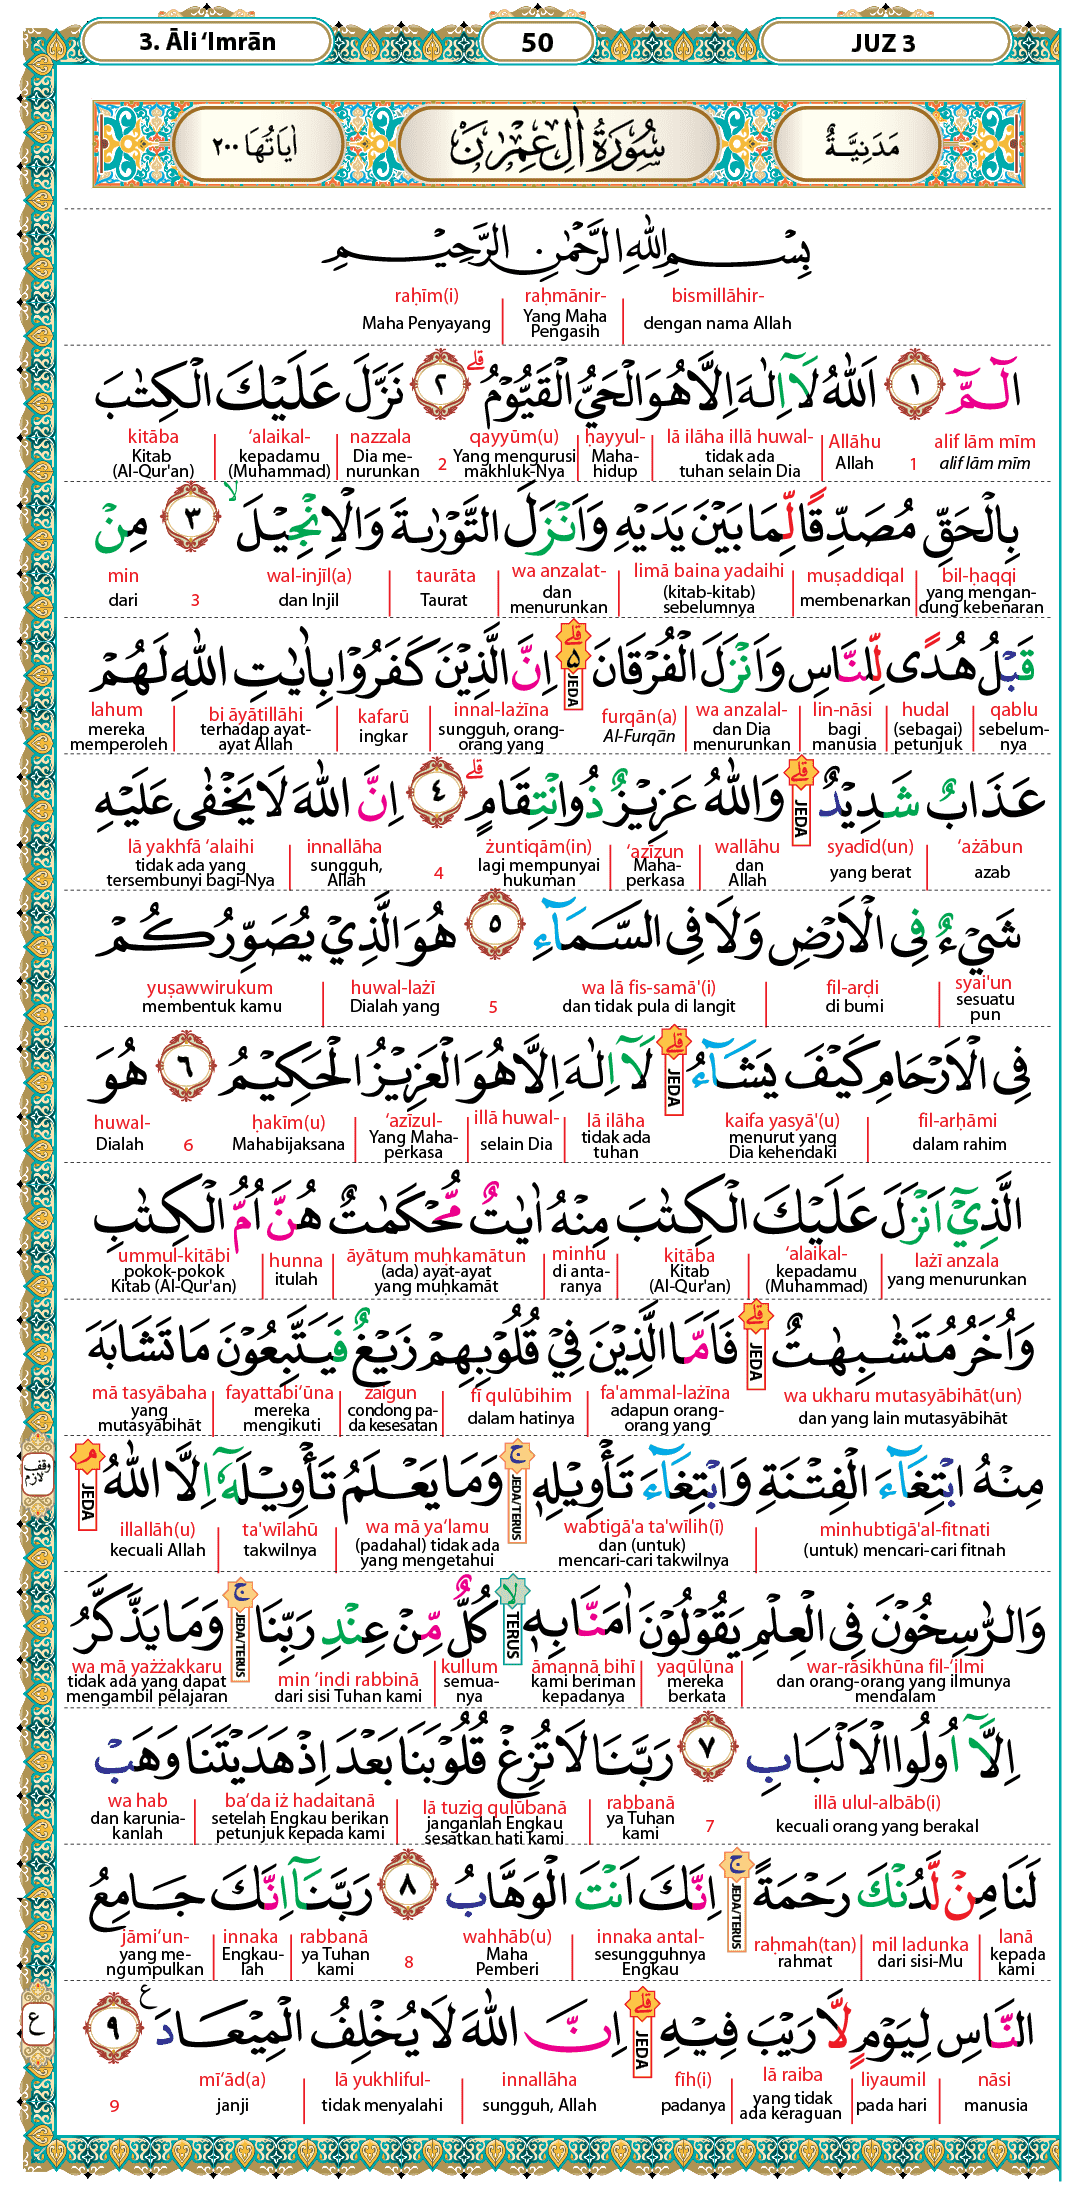 3. Āli ‘Imrān 50 JUZ 3
مَدَنِيَّةٌ سُوْرَةُ اٰلِ عِمْرٰنَ اٰيَاتُهَا ٢٠٠
بِسْمِ اللّٰهِ الرَّحْمٰنِ الرَّحِيْمِ
bismillāhir- raḥmānir- raḥīm(i)
dengan nama Allah Yang Maha Pengasih Maha Penyayang
الۤمّۤ ١ اَللّٰهُ لَآ اِلٰهَ اِلَّا هُوَ الْحَيُّ الْقَيُّوْمُ ۗ ٢ نَزَّلَ عَلَيْكَ الْكِتٰبَ
alif lām mīm 1 Allāhu lā ilāha illā huwal- ḥayyul- qayyūm(u) 2 nazzala ‘alaikal- kitāba
alif lām mīm Allah tidak ada tuhan selain Dia Maha-hidup Yang mengurusi makhluk-Nya Dia me-nurunkan kepadamu (Muhammad) Kitab (Al-Qur'an)
بِالْحَقِّ مُصَدِّقًا لِّمَا بَيْنَ يَدَيْهِ وَاَنْزَلَ التَّوْرٰىةَ وَالْاِنْجِيْلَ ۙ ٣ مِنْ
bil-ḥaqqi muṣaddiqal limā baina yadaihi wa anzalat- taurāta wal-injīl(a) 3 min
yang mengan-dung kebenaran membenarkan (kitab-kitab) sebelumnya dan menurunkan Taurat dan Injil dari
قَبْلُ هُدًى لِّلنَّاسِ وَاَنْزَلَ الْفُرْقَانَ ۗ ۵ JEDA اِنَّ الَّذِيْنَ كَفَرُوْا بِاٰيٰتِ اللّٰهِ لَهُمْ
qablu hudal lin-nāsi wa anzalal- furqān(a) innal-lażīna kafarū bi āyātillāhi lahum
sebelum-nya (sebagai) petunjuk bagi manusia dan Dia menurunkan Al-Furqān sungguh, orang-orang yang ingkar terhadap ayat-ayat Allah mereka memperoleh
عَذَابٌ شَدِيْدٌ ۗ JEDA وَاللّٰهُ عَزِيْزٌ ذُو انْتِقَامٍ ۗ ٤ اِنَّ اللّٰهَ لَا يَخْفٰى عَلَيْهِ
‘ażābun syadīd(un) wallāhu ‘azīzun żuntiqām(in) 4 innallāha lā yakhfā ‘alaihi
azab yang berat dan Allah Maha-perkasa lagi mempunyai hukuman sungguh, Allah tidak ada yang tersembunyi bagi-Nya
شَيْءٌ فِى الْاَرْضِ وَلَا فِى السَّمَاۤءِ ٥ هُوَ الَّذِيْ يُصَوِّرُكُمْ
syai'un fil-arḍi wa lā fis-samā'(i) 5 huwal-lażī yuṣawwirukum
sesuatu pun di bumi dan tidak pula di langit Dialah yang membentuk kamu
فِى الْاَرْحَامِ كَيْفَ يَشَاۤءُ ۗ JEDA لَآ اِلٰهَ اِلَّا هُوَ الْعَزِيْزُ الْحَكِيْمُ ٦ هُوَ
fil-arḥāmi kaifa yasyā'(u) lā ilāha illā huwal- ‘azīzul- ḥakīm(u) 6 huwal-
dalam rahim menurut yang Dia kehendaki tidak ada tuhan selain Dia Yang Maha-perkasa Mahabijaksana Dialah
الَّذِيْٓ اَنْزَلَ عَلَيْكَ الْكِتٰبَ مِنْهُ اٰيٰتٌ مُّحْكَمٰتٌ هُنَّ اُمُّ الْكِتٰبِ
lażī anzala ‘alaikal- kitāba minhu āyātum muḥkamātun hunna ummul-kitābi
yang menurunkan kepadamu (Muhammad) Kitab (Al-Qur'an) di anta-ranya (ada) ayat-ayat yang muḥkamāt itulah pokok-pokok Kitab (Al-Qur'an)
وَاُخَرُ مُتَشٰبِهٰتٌ ۗ JEDA فَاَمَّا الَّذِيْنَ فِيْ قُلُوْبِهِمْ زَيْغٌ فَيَتَّبِعُوْنَ مَا تَشَابَهَ
wa ukharu mutasyābihāt(un) fa'ammal-lażīna fī qulūbihim zaigun fayattabi‘ūna mā tasyābaha
dan yang lain mutasyābihāt adapun orang-orang yang dalam hatinya condong pa-da kesesatan mereka mengikuti yang mutasyābihāt
مِنْهُ ابْتِغَاۤءَ الْفِتْنَةِ وَابْتِغَاۤءَ تَأْوِيْلِهٖ ۚ JEDA/TERUS وَمَا يَعْلَمُ تَأْوِيْلَهٗٓ اِلَّا اللّٰهُ ۘ JEDA وقف لازم
minhubtigā'al-fitnati wabtigā'a ta'wīlih(ī) wa mā ya‘lamu ta'wīlahū illallāh(u)
(untuk) mencari-cari fitnah dan (untuk) mencari-cari takwilnya (padahal) tidak ada yang mengetahui takwilnya kecuali Allah
وَالرّٰسِخُوْنَ فِى الْعِلْمِ يَقُوْلُوْنَ اٰمَنَّا بِهٖ ۙ TERUS كُلٌّ مِّنْ عِنْدِ رَبِّنَا ۚ JEDA/TERUS وَمَا يَذَّكَّرُ
war-rāsikhūna fil-‘ilmi yaqūlūna āmannā bihī kullum min ‘indi rabbinā wa mā yażżakkaru
dan orang-orang yang ilmunya mendalam mereka berkata kami beriman kepadanya semua-nya dari sisi Tuhan kami tidak ada yang dapat mengambil pelajaran
اِلَّآ اُولُوا الْاَلْبَابِ ٧ رَبَّنَا لَا تُزِغْ قُلُوْبَنَا بَعْدَ اِذْ هَدَيْتَنَا وَهَبْ
illā ulul-albāb(i) 7 rabbanā lā tuzig qulūbanā ba‘da iż hadaitanā wa hab
kecuali orang yang berakal ya Tuhan kami janganlah Engkau sesatkan hati kami setelah Engkau berikan petunjuk kepada kami dan karunia-kanlah
لَنَا مِنْ لَّدُنْكَ رَحْمَةً ۚ JEDA/TERUS اِنَّكَ اَنْتَ الْوَهَّابُ ٨ رَبَّنَآ اِنَّكَ جَامِعُ
lanā mil ladunka raḥmah(tan) innaka antal- wahhāb(u) 8 rabbanā innaka jāmi‘un-
kepada kami dari sisi-Mu rahmat sesungguhnya Engkau Maha Pemberi ya Tuhan kami Engkau-lah yang me-ngumpulkan
النَّاسِ لِيَوْمٍ لَّا رَيْبَ فِيْهِ ۗ JEDA اِنَّ اللّٰهَ لَا يُخْلِفُ الْمِيْعَادَ ع ٩ ع
nāsi liyaumil lā raiba fīh(i) innallāha lā yukhliful- mī‘ād(a) 9
manusia pada hari yang tidak ada keraguan padanya sungguh, Allah tidak menyalahi janji